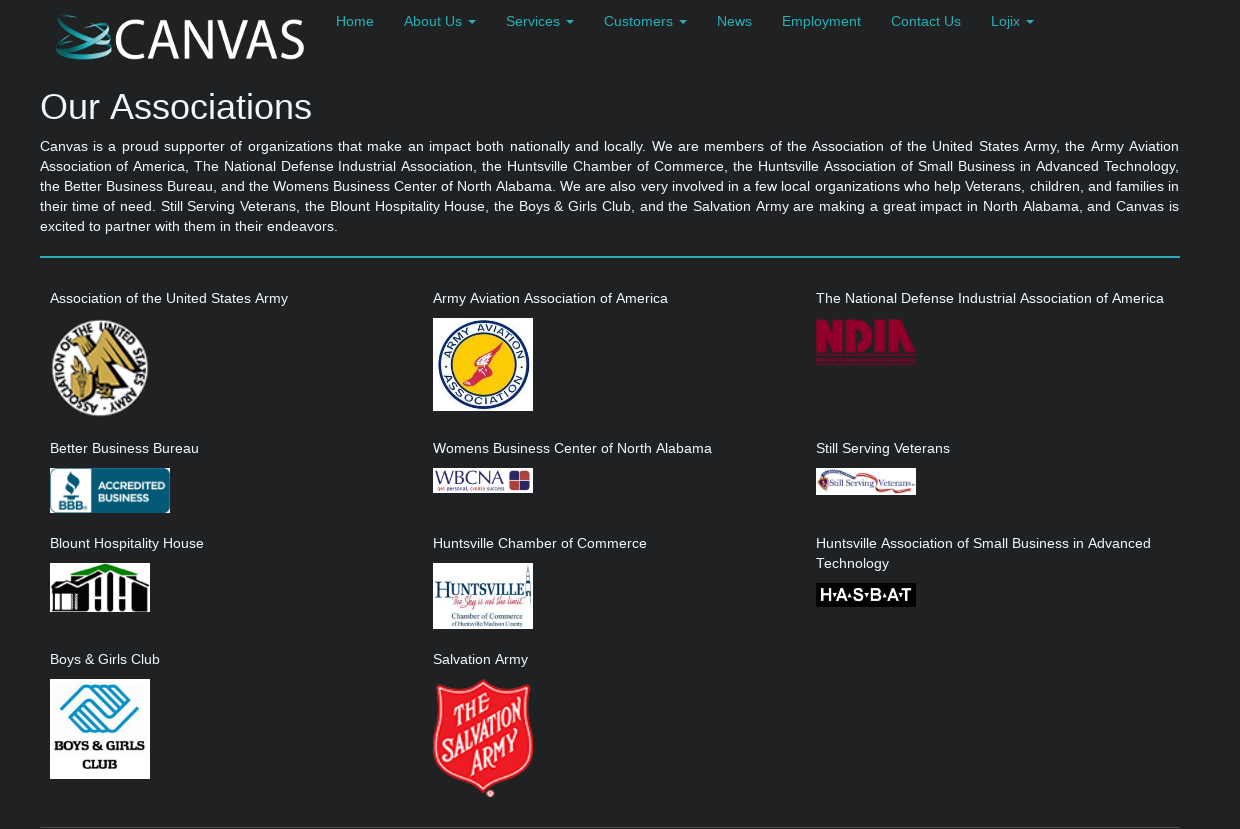 CANVAS
Home About Us Services Customers News Employment Contact Us Lojix
Our Associations
Canvas is a proud supporter of organizations that make an impact both nationally and locally. We are members of the Association of the United States Army, the Army Aviation
Association of America, The National Defense Industrial Association, the Huntsville Chamber of Commerce, the Huntsville Association of Small Business in Advanced Technology,
the Better Business Bureau, and the Womens Business Center of North Alabama. We are also very involved in a few local organizations who help Veterans, children, and families in
their time of need. Still Serving Veterans, the Blount Hospitality House, the Boys & Girls Club, and the Salvation Army are making a great impact in North Alabama, and Canvas is
excited to partner with them in their endeavors.
Association of the United States Army
ASSOCIATION OF THE UNITED STATES ARMY
Army Aviation Association of America
ARMY AVIATION ASSOCIATION
The National Defense Industrial Association of America
NDIA
Better Business Bureau
BBB
ACCREDITED
BUSINESS
Womens Business Center of North Alabama
WBCNA
get personal, create success
Still Serving Veterans
Still Serving Veterans
Blount Hospitality House
Huntsville Chamber of Commerce
HUNTSVILLE
"The Sky is not the limit."
Chamber of Commerce
of Huntsville/Madison County
Huntsville Association of Small Business in Advanced
Technology
H·A·S·B·A·T
Boys & Girls Club
BOYS & GIRLS
CLUB
Salvation Army
THE
SALVATION
ARMY